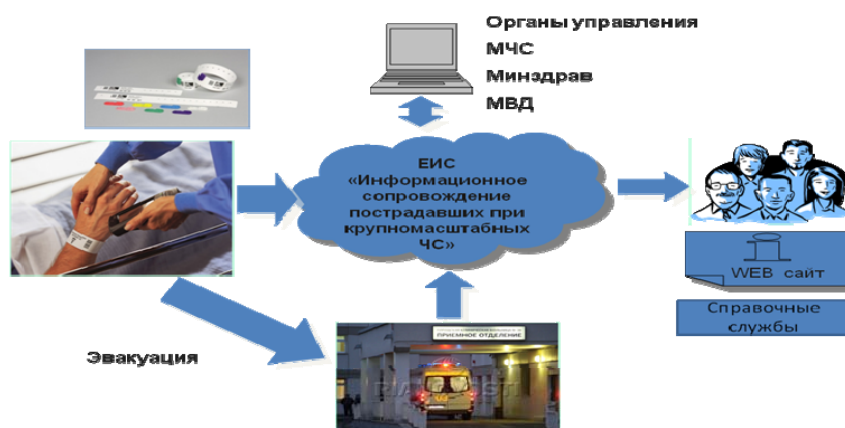 Органы управления
МЧС
Минздрав
МВД
ЕИС
«Информационное
сопровождение
пострадавших при
крупномасштабных
ЧС»
WEB сайт
Справочные
службы
Эвакуация
ПРИЕМНОЕ ОТДЕЛЕНИЕ